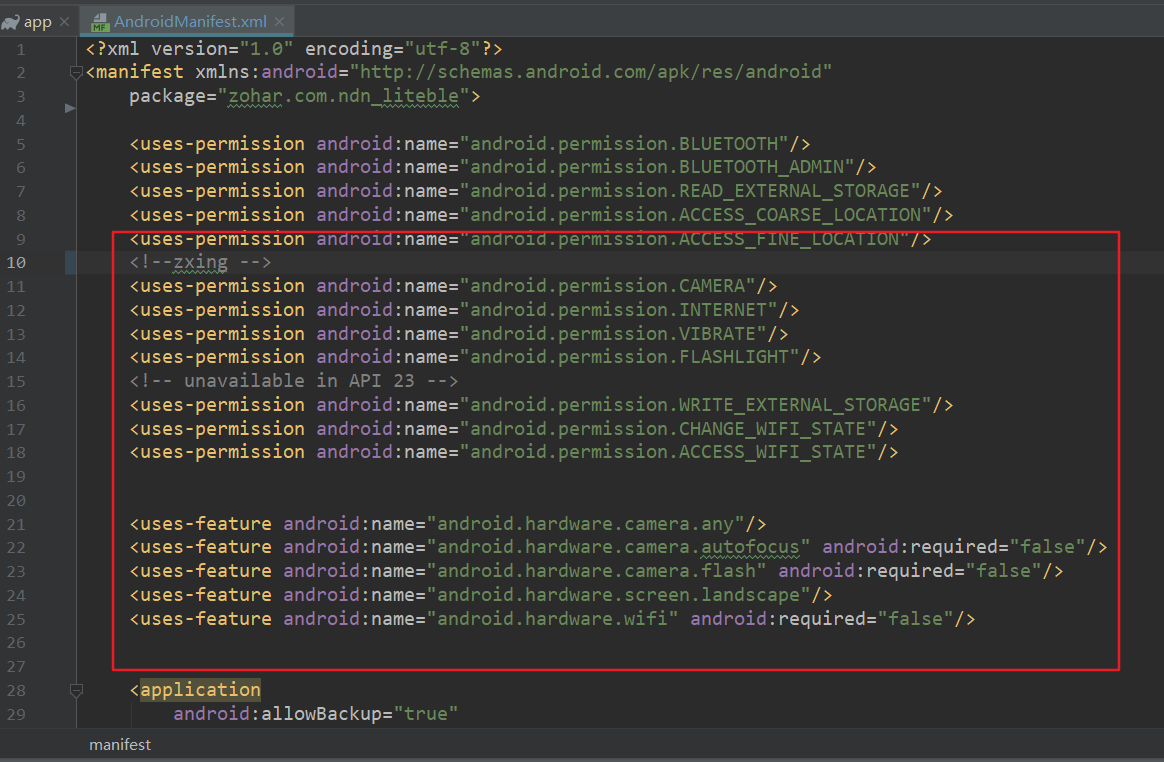 app AndroidManifest.xml
MF
1 <?xml version="1.0" encoding="utf-8"?>
2 <manifest xmlns:android="http://schemas.android.com/apk/res/android"
3 package="zohar.com.ndn_liteble">
4
5 <uses-permission android:name="android.permission.BLUETOOTH"/>
6 <uses-permission android:name="android.permission.BLUETOOTH_ADMIN"/>
7 <uses-permission android:name="android.permission.READ_EXTERNAL_STORAGE"/>
8 <uses-permission android:name="android.permission.ACCESS_COARSE_LOCATION"/>
9 <uses-permission android:name="android.permission.ACCESS_FINE_LOCATION"/>
10 <!--zxing -->
11 <uses-permission android:name="android.permission.CAMERA"/>
12 <uses-permission android:name="android.permission.INTERNET"/>
13 <uses-permission android:name="android.permission.VIBRATE"/>
14 <uses-permission android:name="android.permission.FLASHLIGHT"/>
15 <!-- unavailable in API 23 -->
16 <uses-permission android:name="android.permission.WRITE_EXTERNAL_STORAGE"/>
17 <uses-permission android:name="android.permission.CHANGE_WIFI_STATE"/>
18 <uses-permission android:name="android.permission.ACCESS_WIFI_STATE"/>
19
20
21 <uses-feature android:name="android.hardware.camera.any"/>
22 <uses-feature android:name="android.hardware.camera.autofocus" android:required="false"/>
23 <uses-feature android:name="android.hardware.camera.flash" android:required="false"/>
24 <uses-feature android:name="android.hardware.screen.landscape"/>
25 <uses-feature android:name="android.hardware.wifi" android:required="false"/>
26
27
28 <application
29 android:allowBackup="true"
manifest